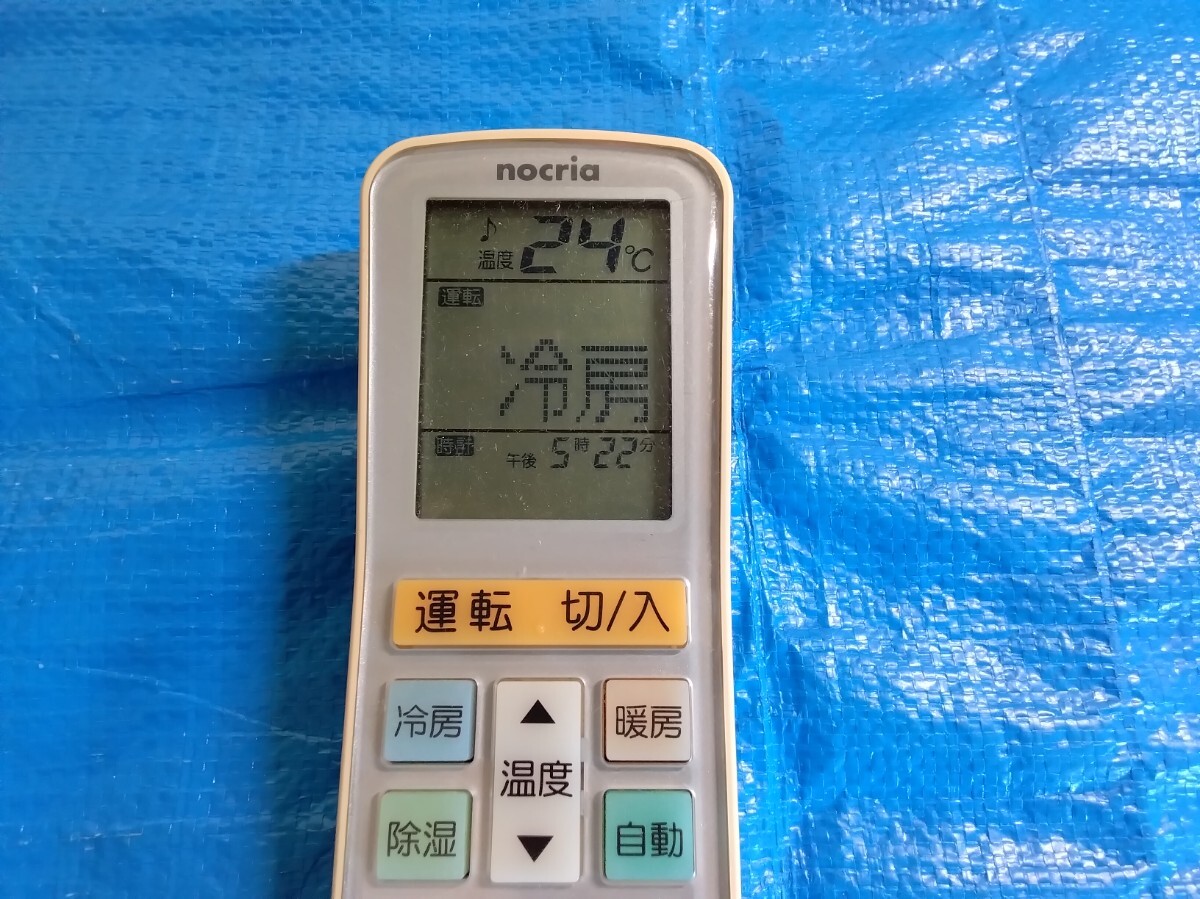 nocria
♪
温度 24℃
運転
冷房
時計
午後 5時22分
運転 切/入
冷房 ▲ 暖房
温度
除湿 ▼ 自動